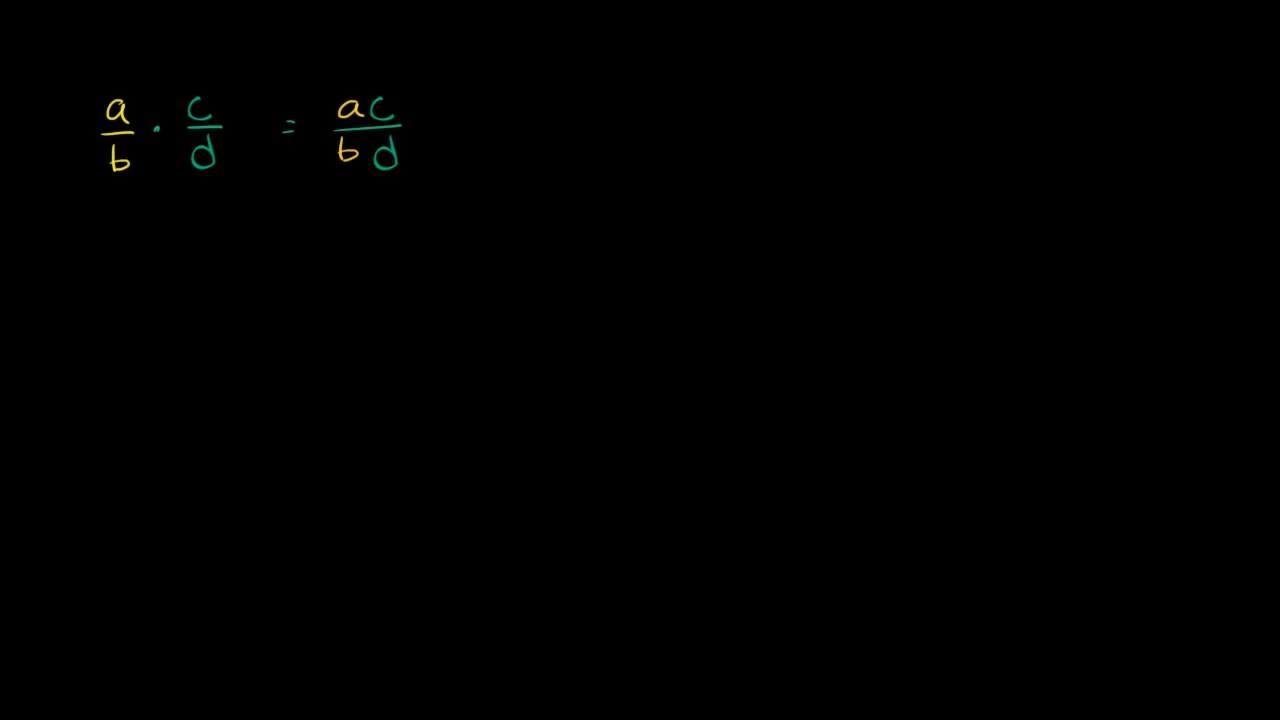 a/b · c/d = ac/bd